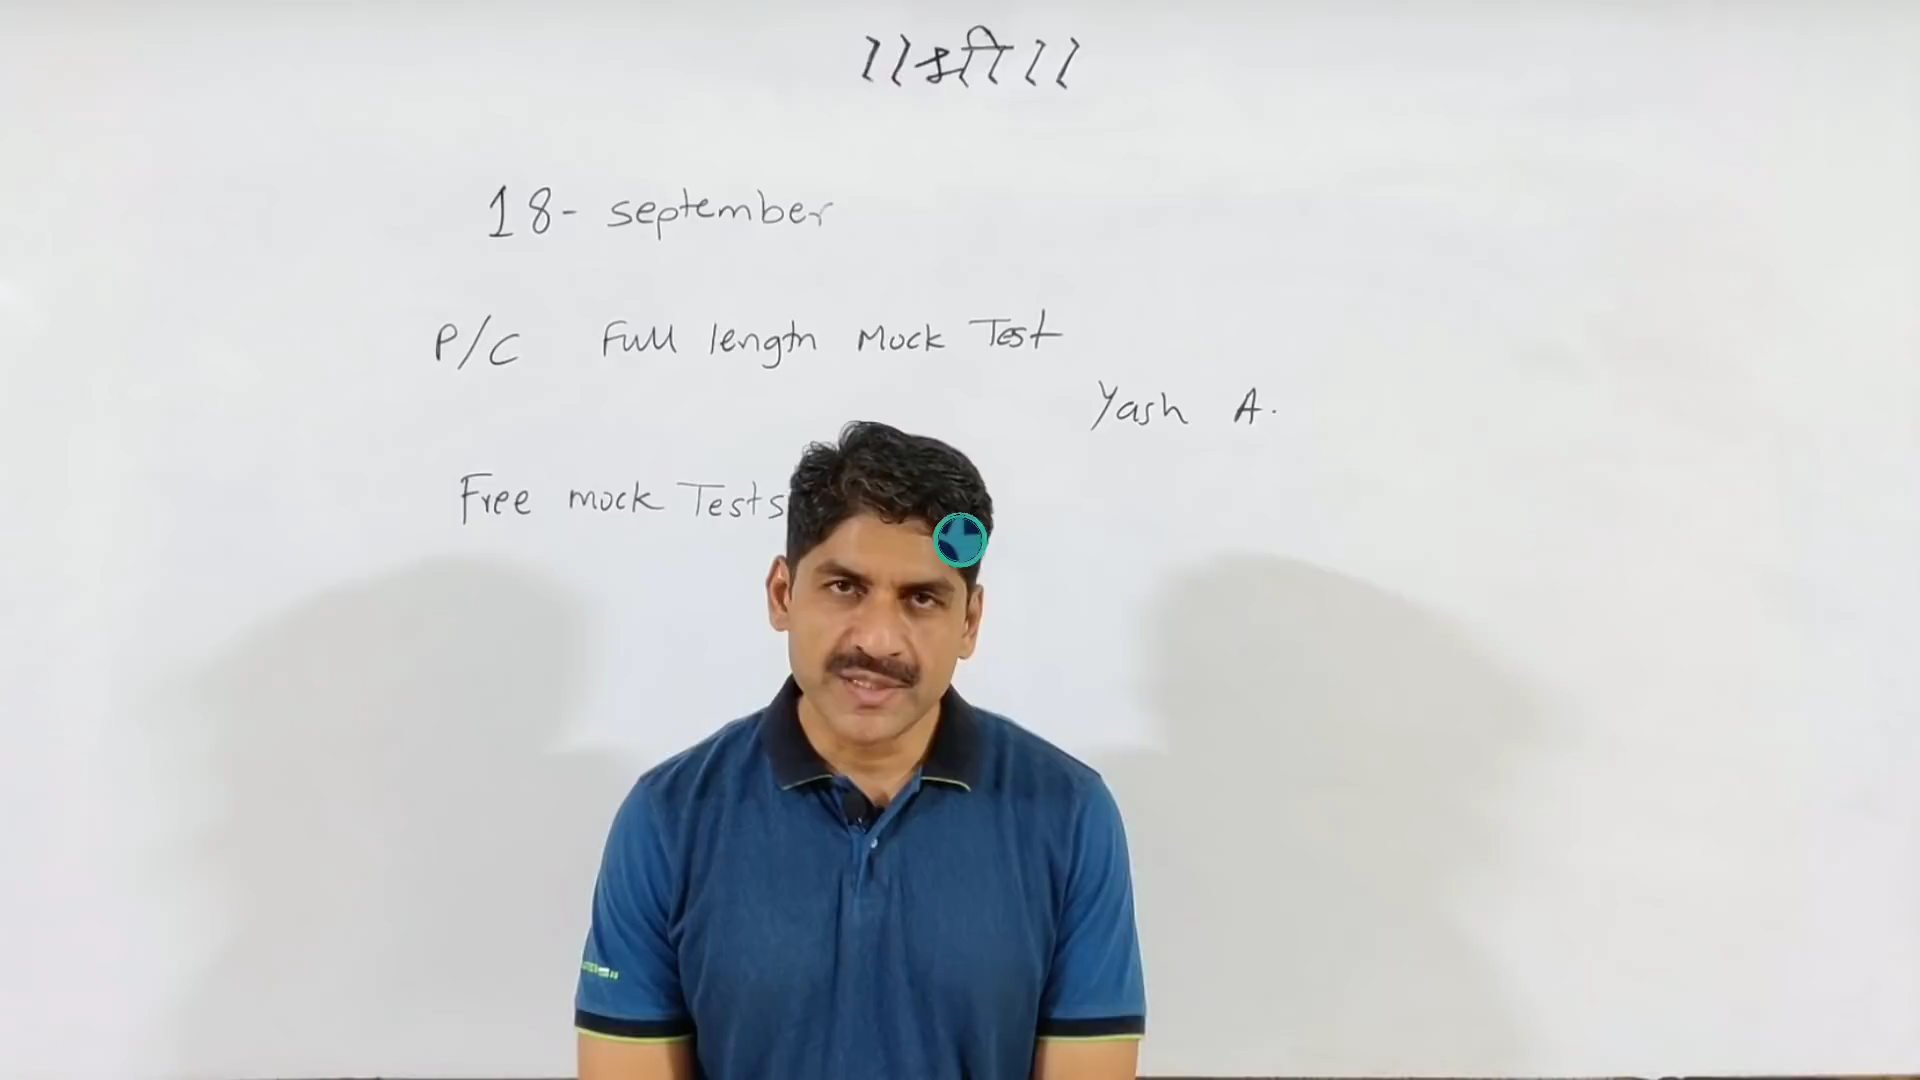 ।।श्री।।
18- september
P/C Full length Mock Test
Yash A.
Free mock Tests